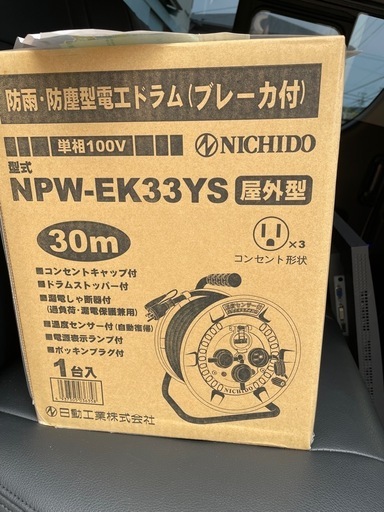 防雨・防塵型電工ドラム(ブレーカ付)
単相100V
NICHIDO
型式
NPW-EK33YS
屋外型
30m
×3
コンセント形状
■コンセントキャップ付
■ドラムストッパー付
■漏電しゃ断器付
(過負荷・漏電保護兼用)
■温度センサー付(自動復帰)
■電源表示ランプ付
■ポッキンプラグ付
1台入
日動工業株式会社
NICHIDO